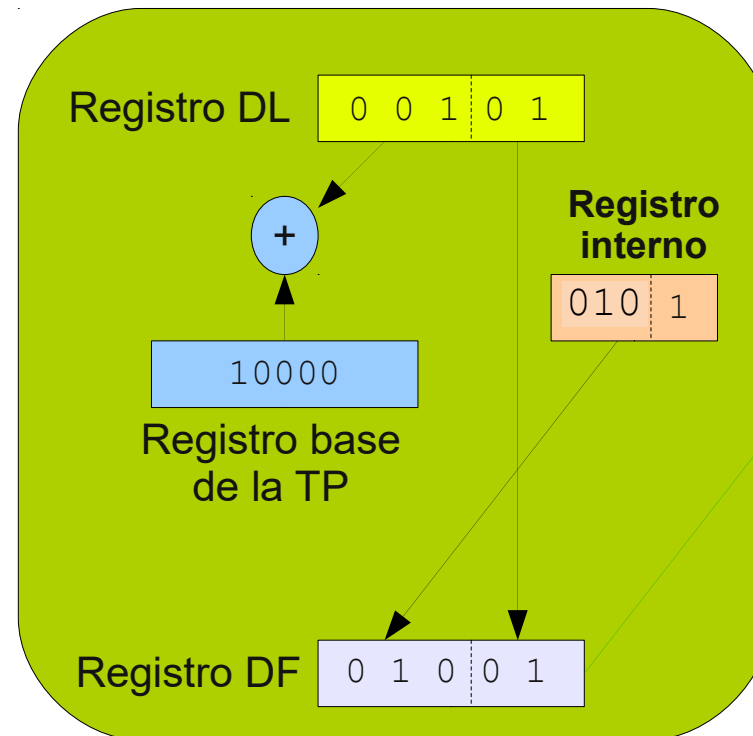 Registro DL
0 0 1 0 1
+
Registro
interno
010 1
10000
Registro base
de la TP
Registro DF
0 1 0 0 1